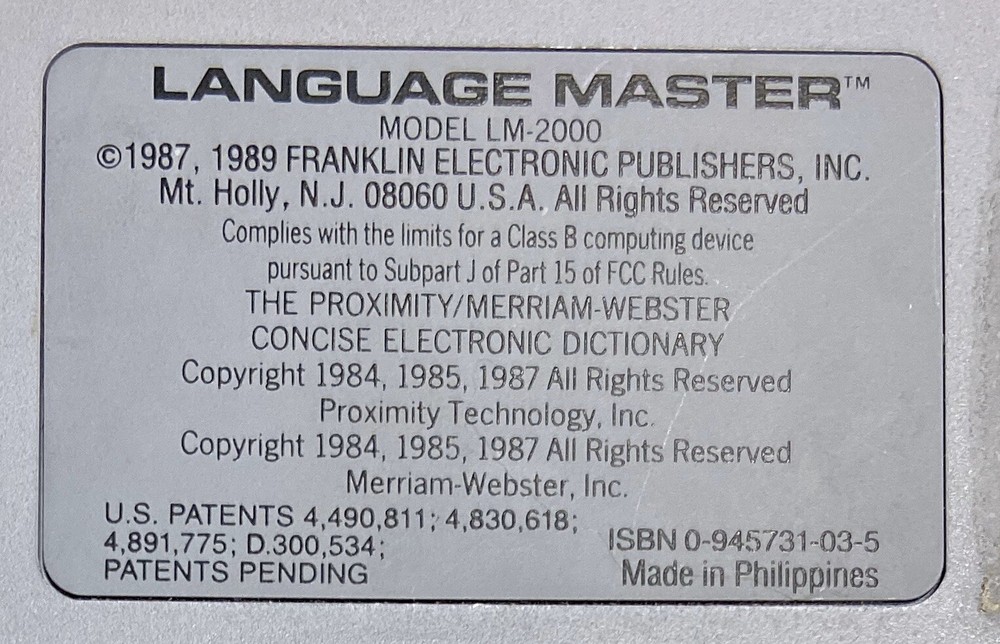 LANGUAGE MASTER™
MODEL LM-2000
©1987, 1989 FRANKLIN ELECTRONIC PUBLISHERS, INC.
Mt. Holly, N.J. 08060 U.S.A. All Rights Reserved
Complies with the limits for a Class B computing device
pursuant to Subpart J of Part 15 of FCC Rules.
THE PROXIMITY/MERRIAM-WEBSTER
CONCISE ELECTRONIC DICTIONARY
Copyright 1984, 1985, 1987 All Rights Reserved
Proximity Technology, Inc.
Copyright 1984, 1985, 1987 All Rights Reserved
Merriam-Webster, Inc.
U.S. PATENTS 4,490,811; 4,830,618;
4,891,775; D.300,534;
PATENTS PENDING
ISBN 0-945731-03-5
Made in Philippines